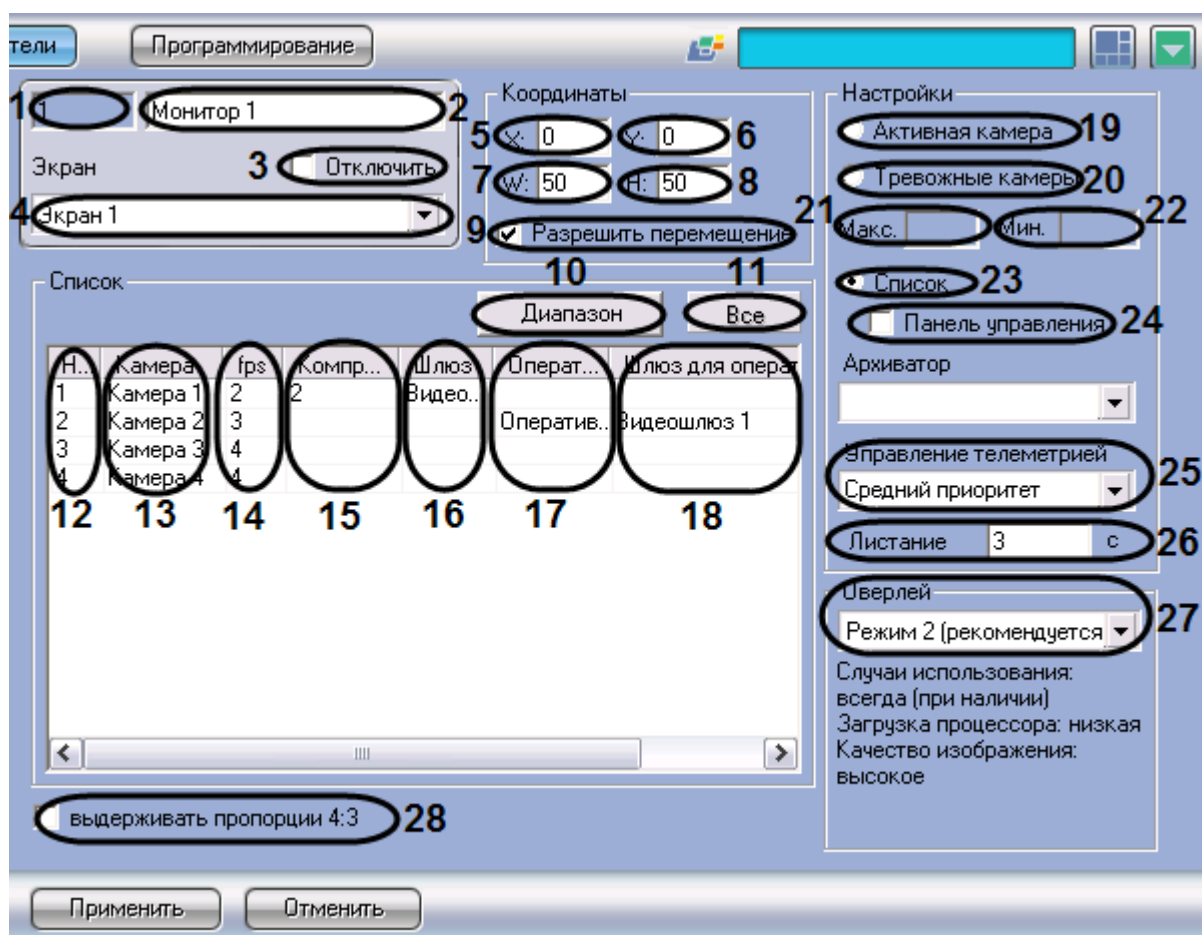 тели Программирование
1 1 Монитор 1 2
Экран 3 Отключить
4 Экран 1
Координаты
5 X: 0 Y: 0 6
7 W: 50 H: 50 8
9 Разрешить перемещение
Настройки
Активная камера 19
Тревожные камеры 20
21 Макс. Мин. 22
Список 23
Панель управления 24
Архиватор
Управление телеметрией
Средний приоритет 25
Листание 3 с 26
Список
10 11
Диапазон Все
Н... Камера fps Компр... Шлюз Операт... Шлюз для операт
1 Камера 1 2 2 Видео...
2 Камера 2 3 Оператив... Видеошлюз 1
3 Камера 3 4
4 Камера 4 4
12 13 14 15 16 17 18
Оверлей
Режим 2 (рекомендуется 27
Случаи использования:
всегда (при наличии)
Загрузка процессора: низкая
Качество изображения:
высокое
выдерживать пропорции 4:3 28
Применить Отменить